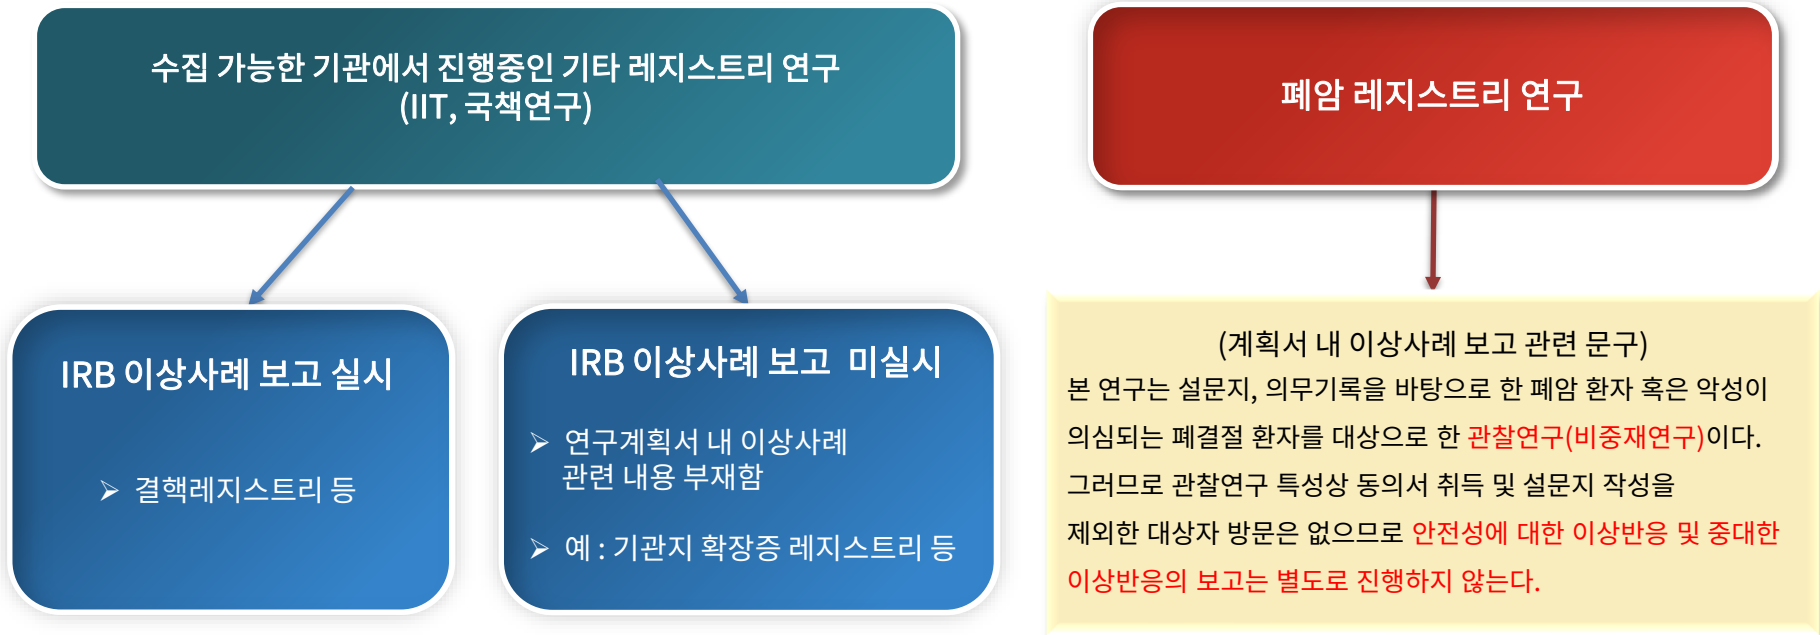 수집 가능한 기관에서 진행중인 기타 레지스트리 연구
(IIT, 국책연구)
IRB 이상사례 보고 실시
➢ 결핵레지스트리 등
IRB 이상사례 보고 미실시
➢ 연구계획서 내 이상사례
관련 내용 부재함
➢ 예 : 기관지 확장증 레지스트리 등
폐암 레지스트리 연구
(계획서 내 이상사례 보고 관련 문구)
본 연구는 설문지, 의무기록을 바탕으로 한 폐암 환자 혹은 악성이
의심되는 폐결절 환자를 대상으로 한 관찰연구(비중재연구)이다.
그러므로 관찰연구 특성상 동의서 취득 및 설문지 작성을
제외한 대상자 방문은 없으므로 안전성에 대한 이상반응 및 중대한
이상반응의 보고는 별도로 진행하지 않는다.